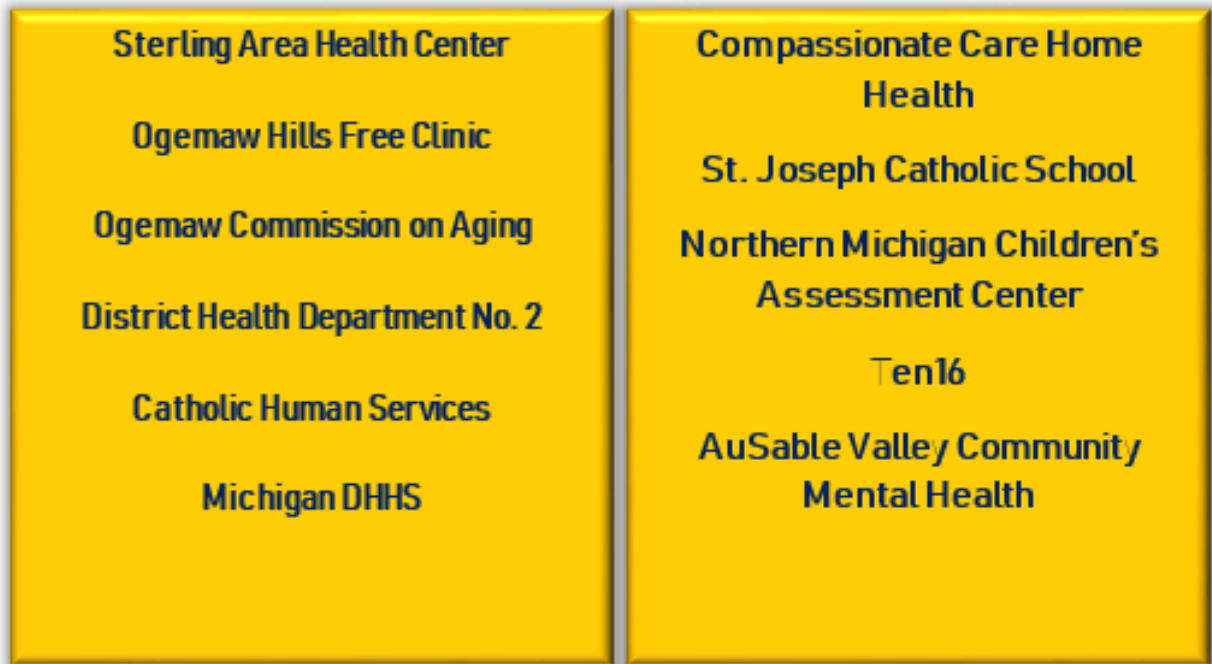 Sterling Area Health Center
Ogemaw Hills Free Clinic
Ogemaw Commission on Aging
District Health Department No. 2
Catholic Human Services
Michigan DHHS
Compassionate Care Home
Health
St. Joseph Catholic School
Northern Michigan Children's
Assessment Center
Ten16
AuSable Valley Community
Mental Health